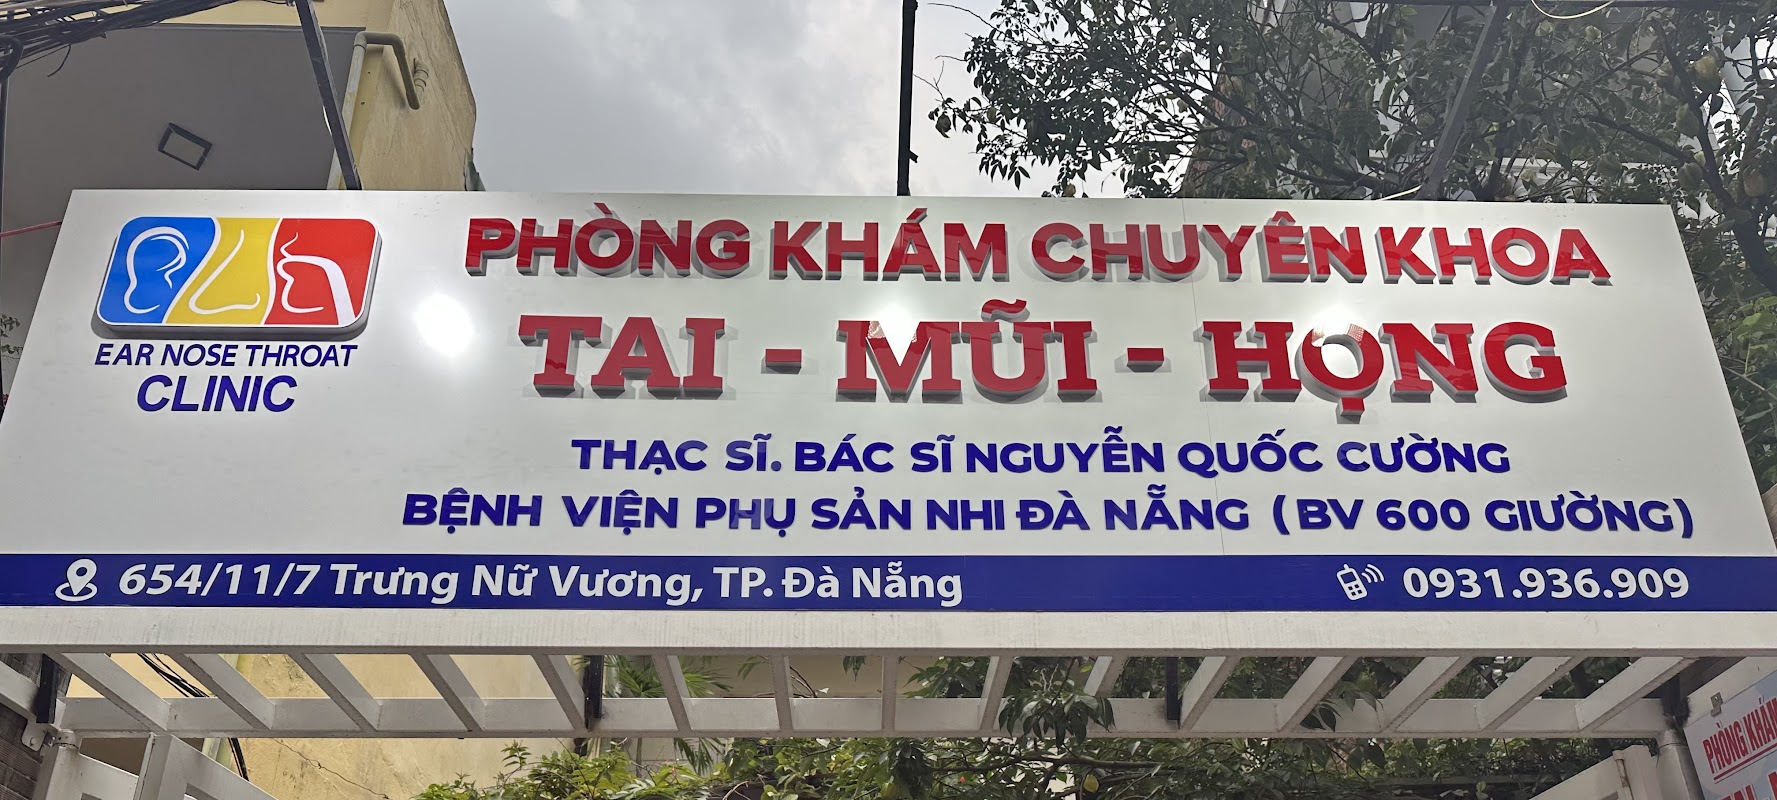 PHÒNG KHÁM CHUYÊN KHOA
TAI - MŨI - HỌNG
EAR NOSE THROAT
CLINIC
THẠC SĨ. BÁC SĨ NGUYỄN QUỐC CƯỜNG
BỆNH VIỆN PHỤ SẢN NHI ĐÀ NẴNG (BV 600 GIƯỜNG)
654/11/7 Trưng Nữ Vương, TP. Đà Nẵng
0931.936.909
PHÒNG KHÁM